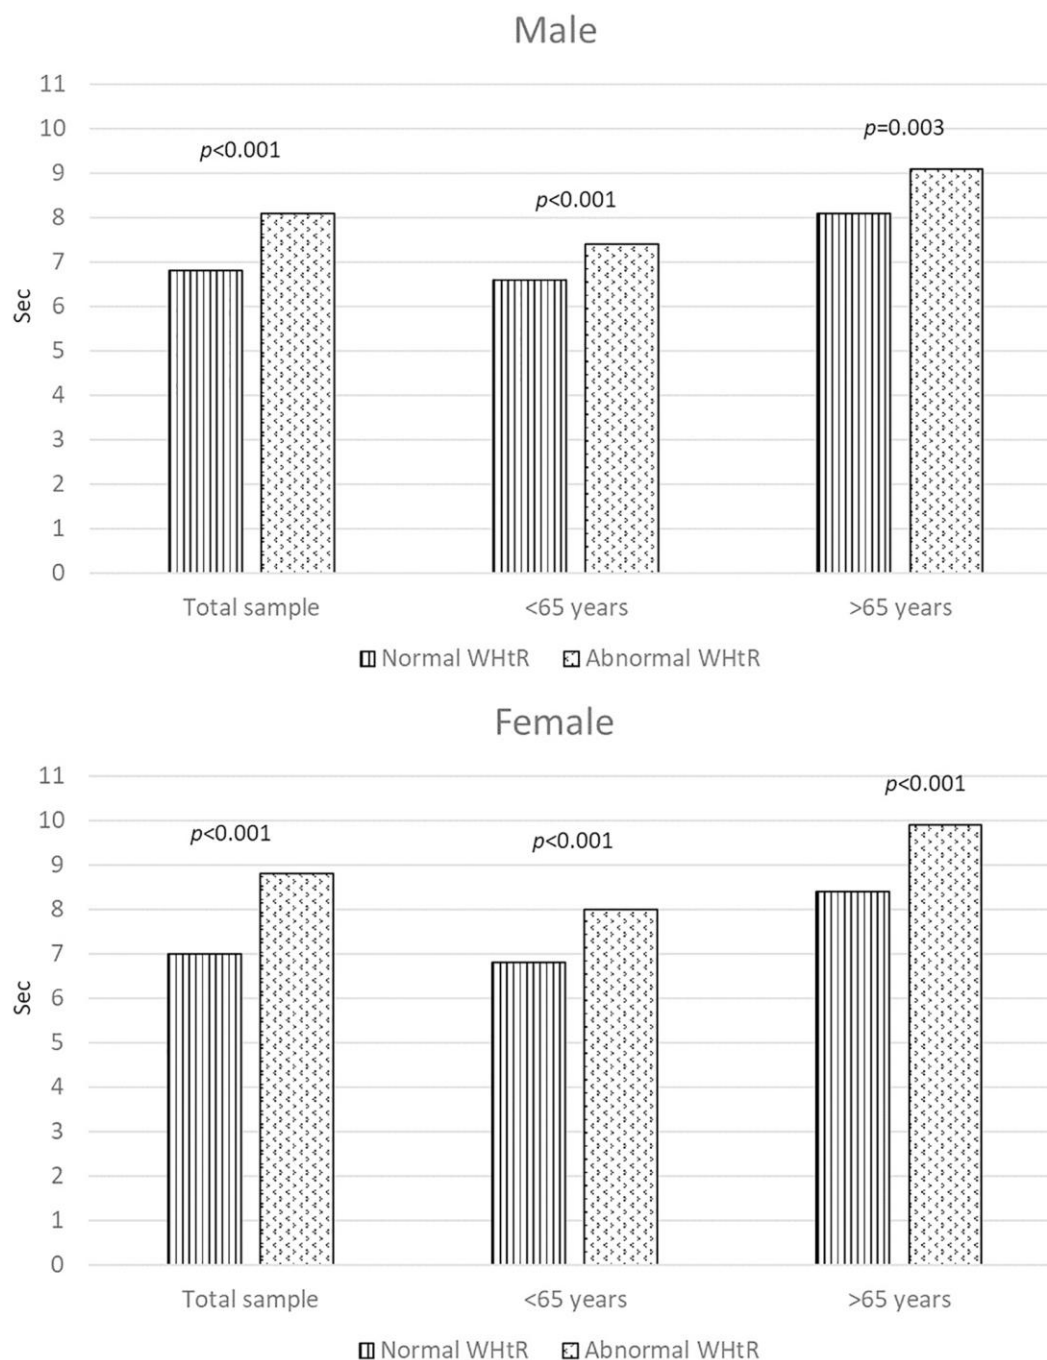 Male
11
10
9
8
7
6
5
4
3
2
1
0
Sec
p<0.001
p<0.001
p=0.003
Total sample
<65 years
>65 years
Normal WHtR
Abnormal WHtR
Female
11
10
9
8
7
6
5
4
3
2
1
0
Sec
p<0.001
p<0.001
p<0.001
Total sample
<65 years
>65 years
Normal WHtR
Abnormal WHtR